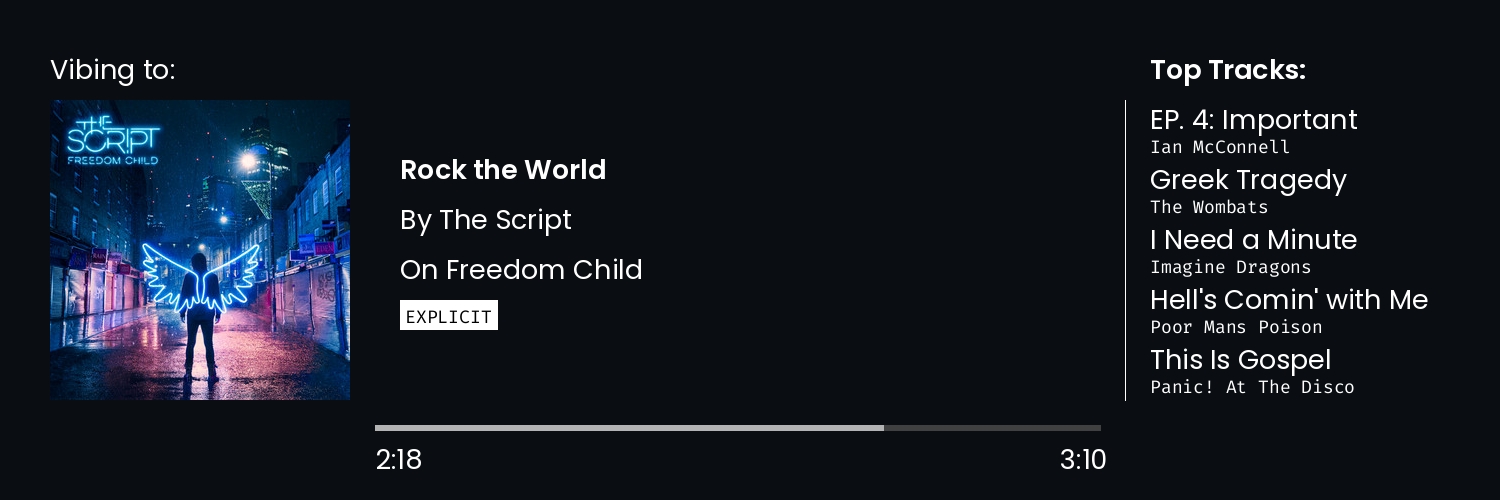 Vibing to:
THE
SCRIPT
FREEDOM CHILD
Rock the World
By The Script
On Freedom Child
EXPLICIT
2:18
3:10
Top Tracks:
EP. 4: Important
Ian McConnell
Greek Tragedy
The Wombats
I Need a Minute
Imagine Dragons
Hell's Comin' with Me
Poor Mans Poison
This Is Gospel
Panic! At The Disco